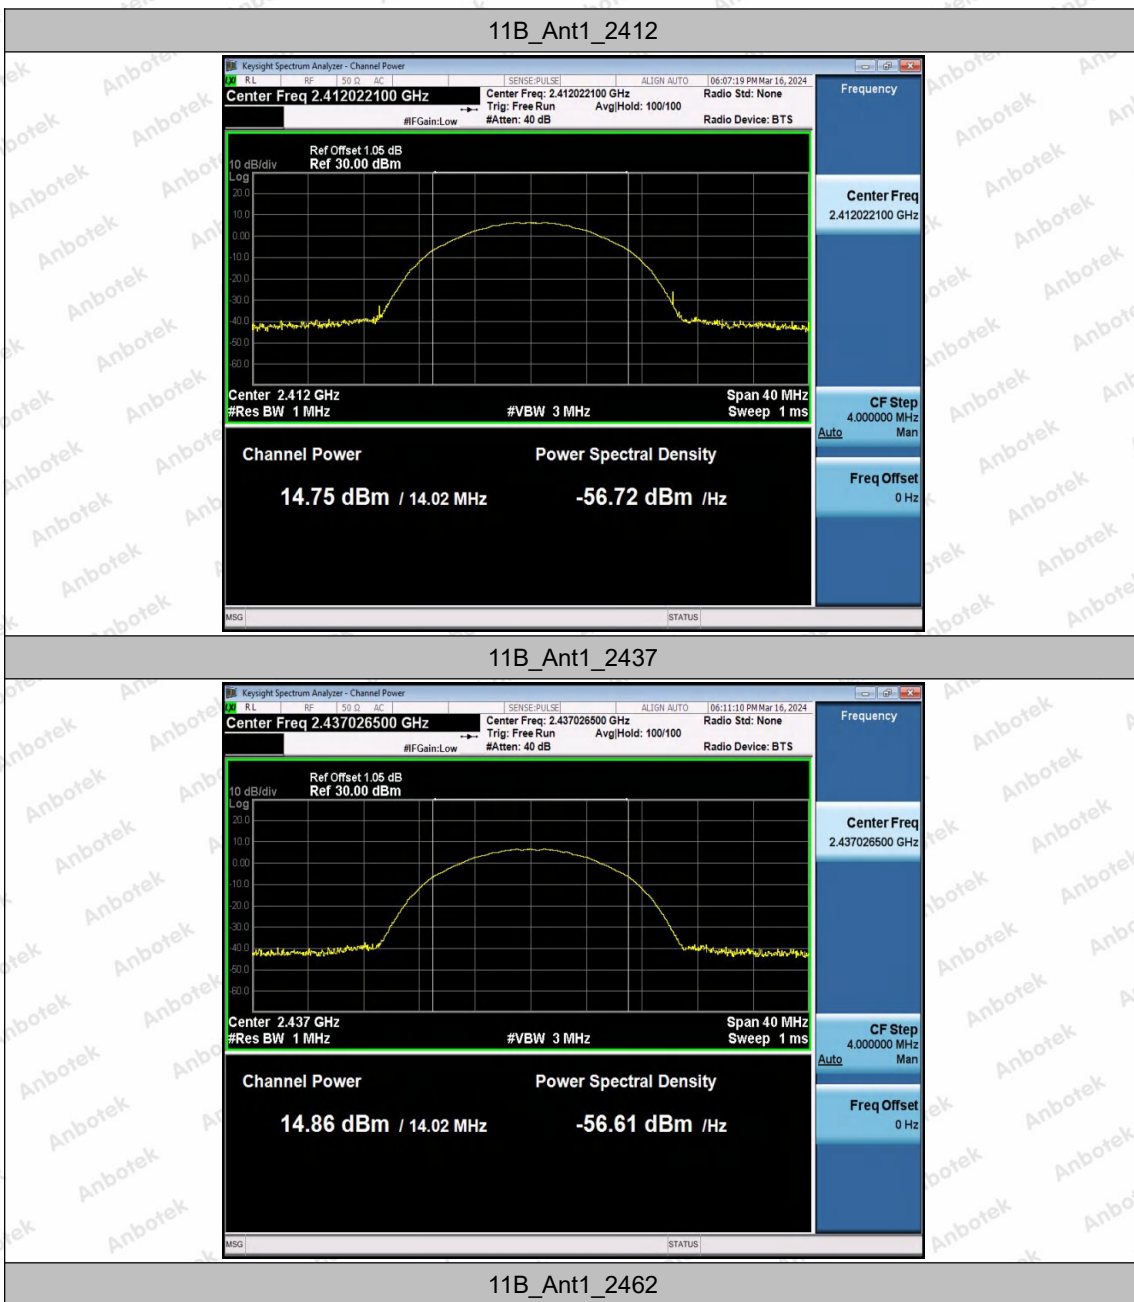 11B_Ant1_2412
Keysight Spectrum Analyzer - Channel Power
LXI RL RF 50 Ω AC SENSE:PULSE ALIGN AUTO 06:07:19 PM Mar 16, 2024
Center Freq 2.412022100 GHz
Center Freq: 2.412022100 GHz Radio Std: None
Trig: Free Run Avg|Hold: 100/100
#IFGain:Low #Atten: 40 dB Radio Device: BTS
Frequency
Ref Offset 1.05 dB
10 dB/div Ref 30.00 dBm
Log
20.0
10.0
0.00
-10.0
-20.0
-30.0
-40.0
-50.0
-60.0
Center Freq
2.412022100 GHz
Center 2.412 GHz Span 40 MHz
#Res BW 1 MHz #VBW 3 MHz Sweep 1 ms
CF Step
4.000000 MHz
Auto Man
Channel Power Power Spectral Density
14.75 dBm / 14.02 MHz -56.72 dBm /Hz
Freq Offset
0 Hz
MSG STATUS
11B_Ant1_2437
Keysight Spectrum Analyzer - Channel Power
LXI RL RF 50 Ω AC SENSE:PULSE ALIGN AUTO 06:11:10 PM Mar 16, 2024
Center Freq 2.437026500 GHz
Center Freq: 2.437026500 GHz Radio Std: None
Trig: Free Run Avg|Hold: 100/100
#IFGain:Low #Atten: 40 dB Radio Device: BTS
Frequency
Ref Offset 1.05 dB
10 dB/div Ref 30.00 dBm
Log
20.0
10.0
0.00
-10.0
-20.0
-30.0
-40.0
-50.0
-60.0
Center Freq
2.437026500 GHz
Center 2.437 GHz Span 40 MHz
#Res BW 1 MHz #VBW 3 MHz Sweep 1 ms
CF Step
4.000000 MHz
Auto Man
Channel Power Power Spectral Density
14.86 dBm / 14.02 MHz -56.61 dBm /Hz
Freq Offset
0 Hz
MSG STATUS
11B_Ant1_2462
Anbotek